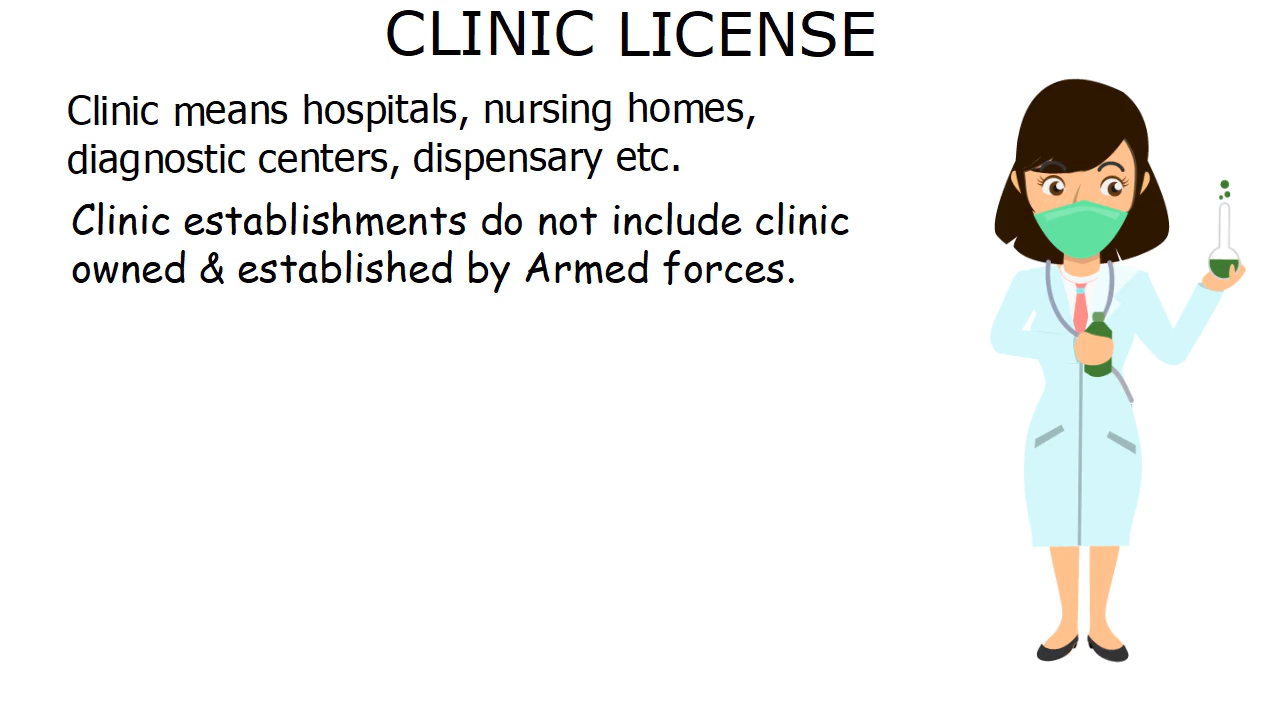 CLINIC LICENSE
Clinic means hospitals, nursing homes,
diagnostic centers, dispensary etc.
Clinic establishments do not include clinic
owned & established by Armed forces.